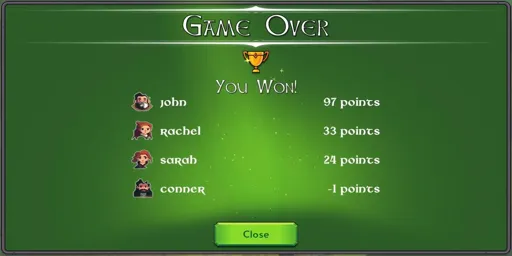 Game Over
You Won!
John 97 points
Rachel 33 points
Sarah 24 points
Conner -1 points
Close